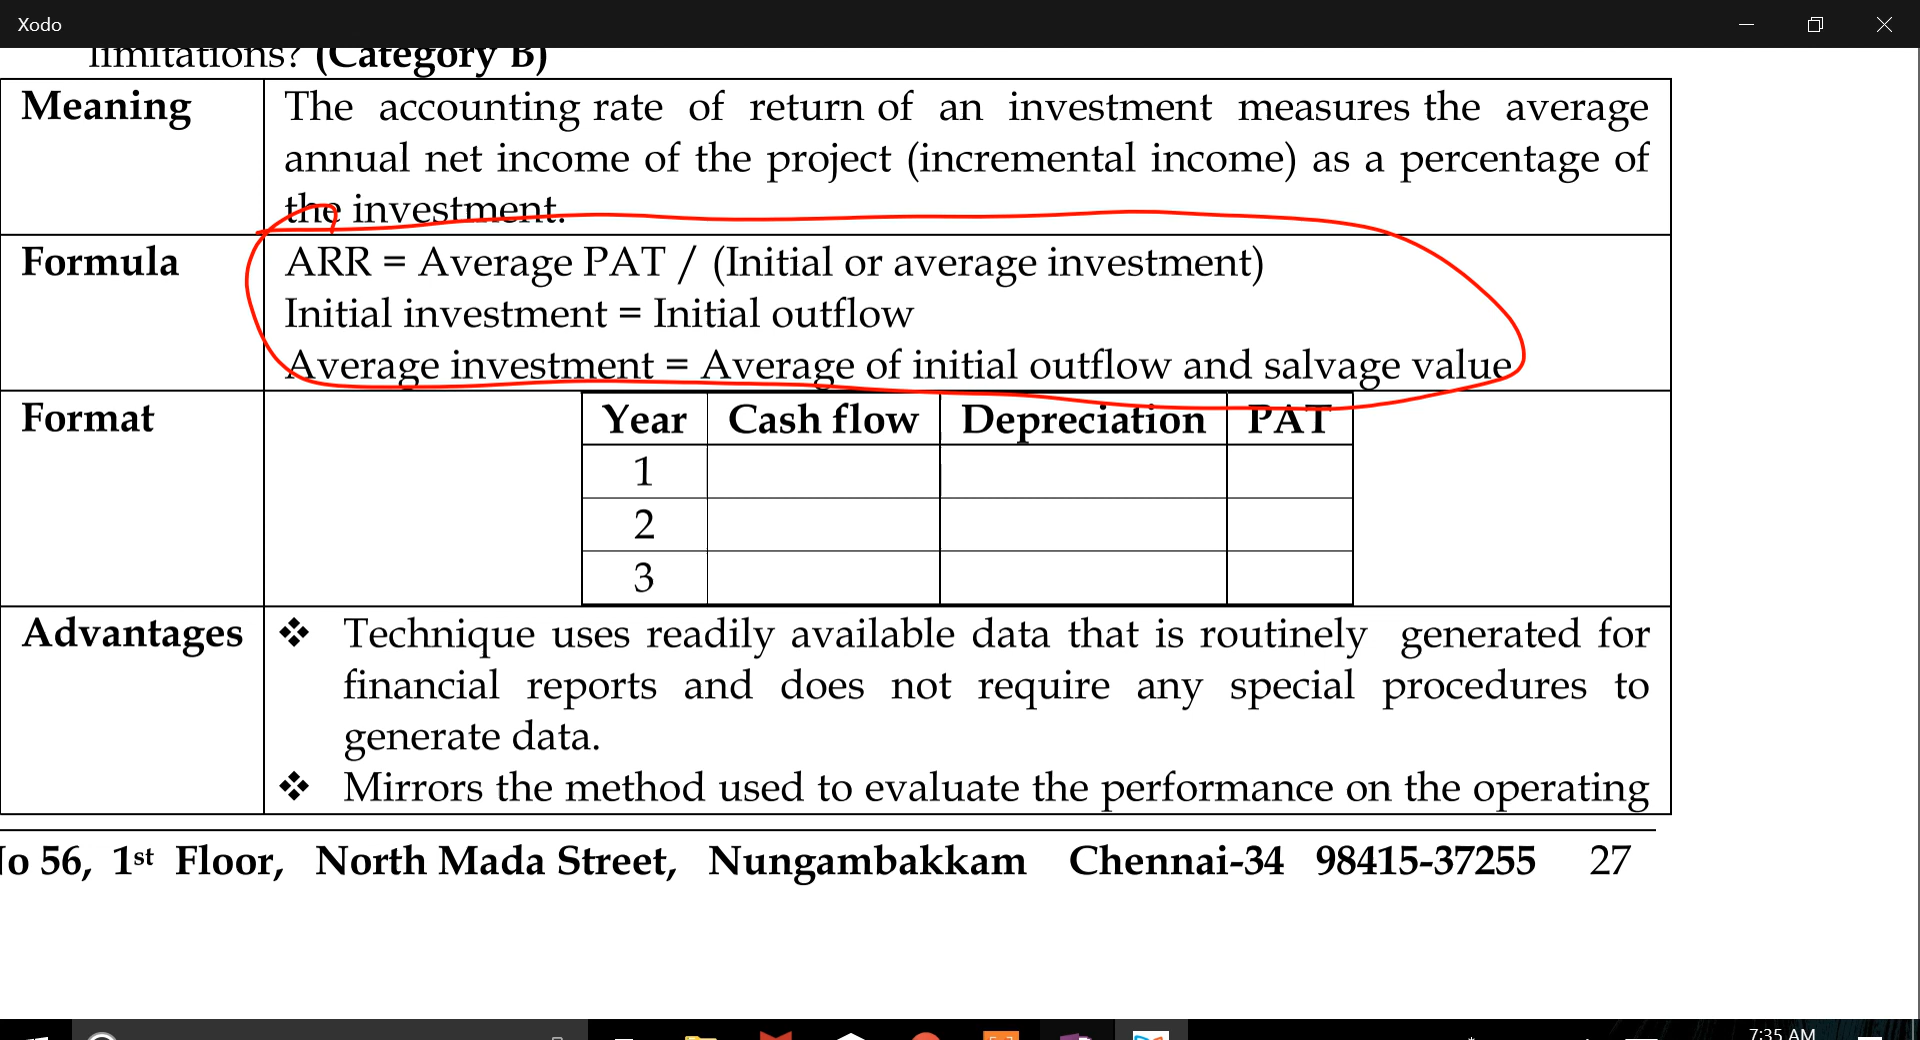 Xodo
limitations? (Category B)
Meaning
The accounting rate of return of an investment measures the average
annual net income of the project (incremental income) as a percentage of
the investment.
Formula
ARR = Average PAT / (Initial or average investment)
Initial investment = Initial outflow
Average investment = Average of initial outflow and salvage value
Format
Year Cash flow Depreciation PAT
1
2
3
Advantages
❖ Technique uses readily available data that is routinely generated for
financial reports and does not require any special procedures to
generate data.
❖ Mirrors the method used to evaluate the performance on the operating
o 56, 1st Floor, North Mada Street, Nungambakkam Chennai-34 98415-37255 27
7:35 AM